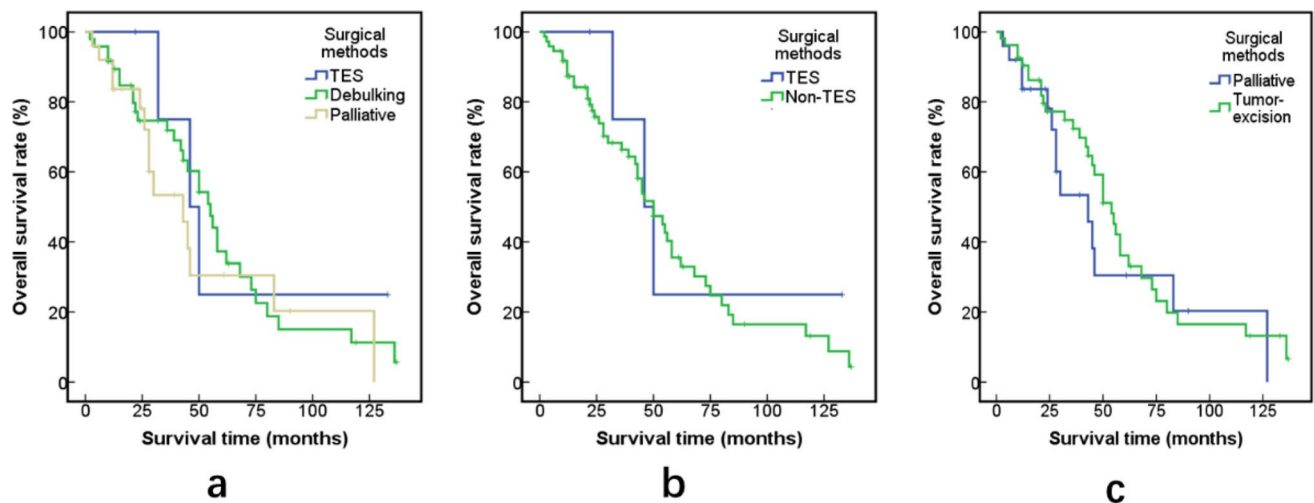 Overall survival rate (%)
100
80
60
40
20
0
Surgical
methods
TES
Debulking
Palliative
0 25 50 75 100 125
Survival time (months)
a
Overall survival rate (%)
100
80
60
40
20
0
Surgical
methods
TES
Non-TES
0 25 50 75 100 125
Survival time (months)
b
Overall survival rate (%)
100
80
60
40
20
0
Surgical
methods
Palliative
Tumor-
excision
0 25 50 75 100 125
Survival time (months)
c